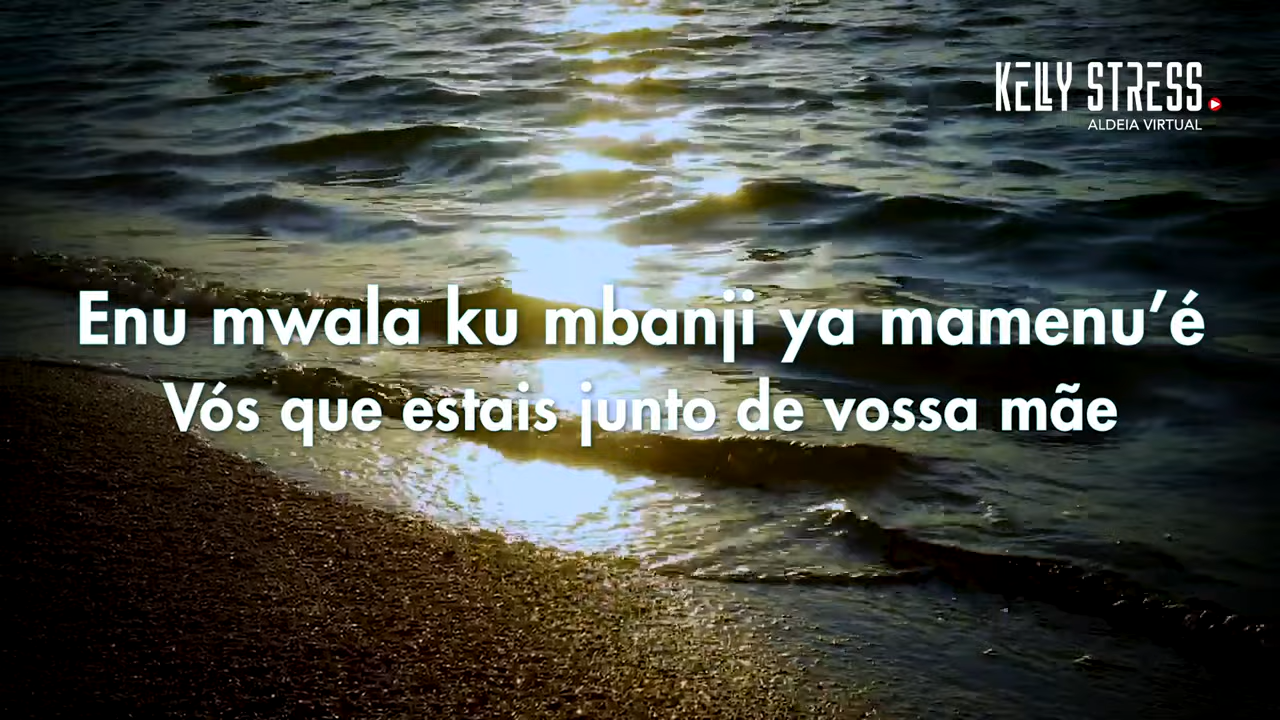 KELLY STRESS
ALDEIA VIRTUAL
Enu mwala ku mbanji ya mamenu’é
Vós que estais junto de vossa mãe